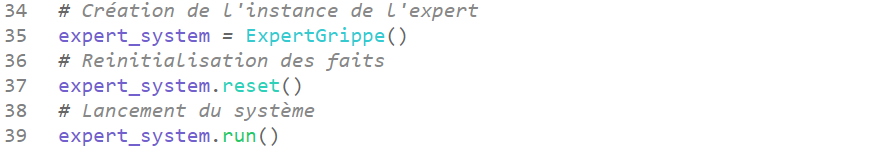 34 # Création de l'instance de l'expert
35 expert_system = ExpertGrippe()
36 # Reinitialisation des faits
37 expert_system.reset()
38 # Lancement du système
39 expert_system.run()